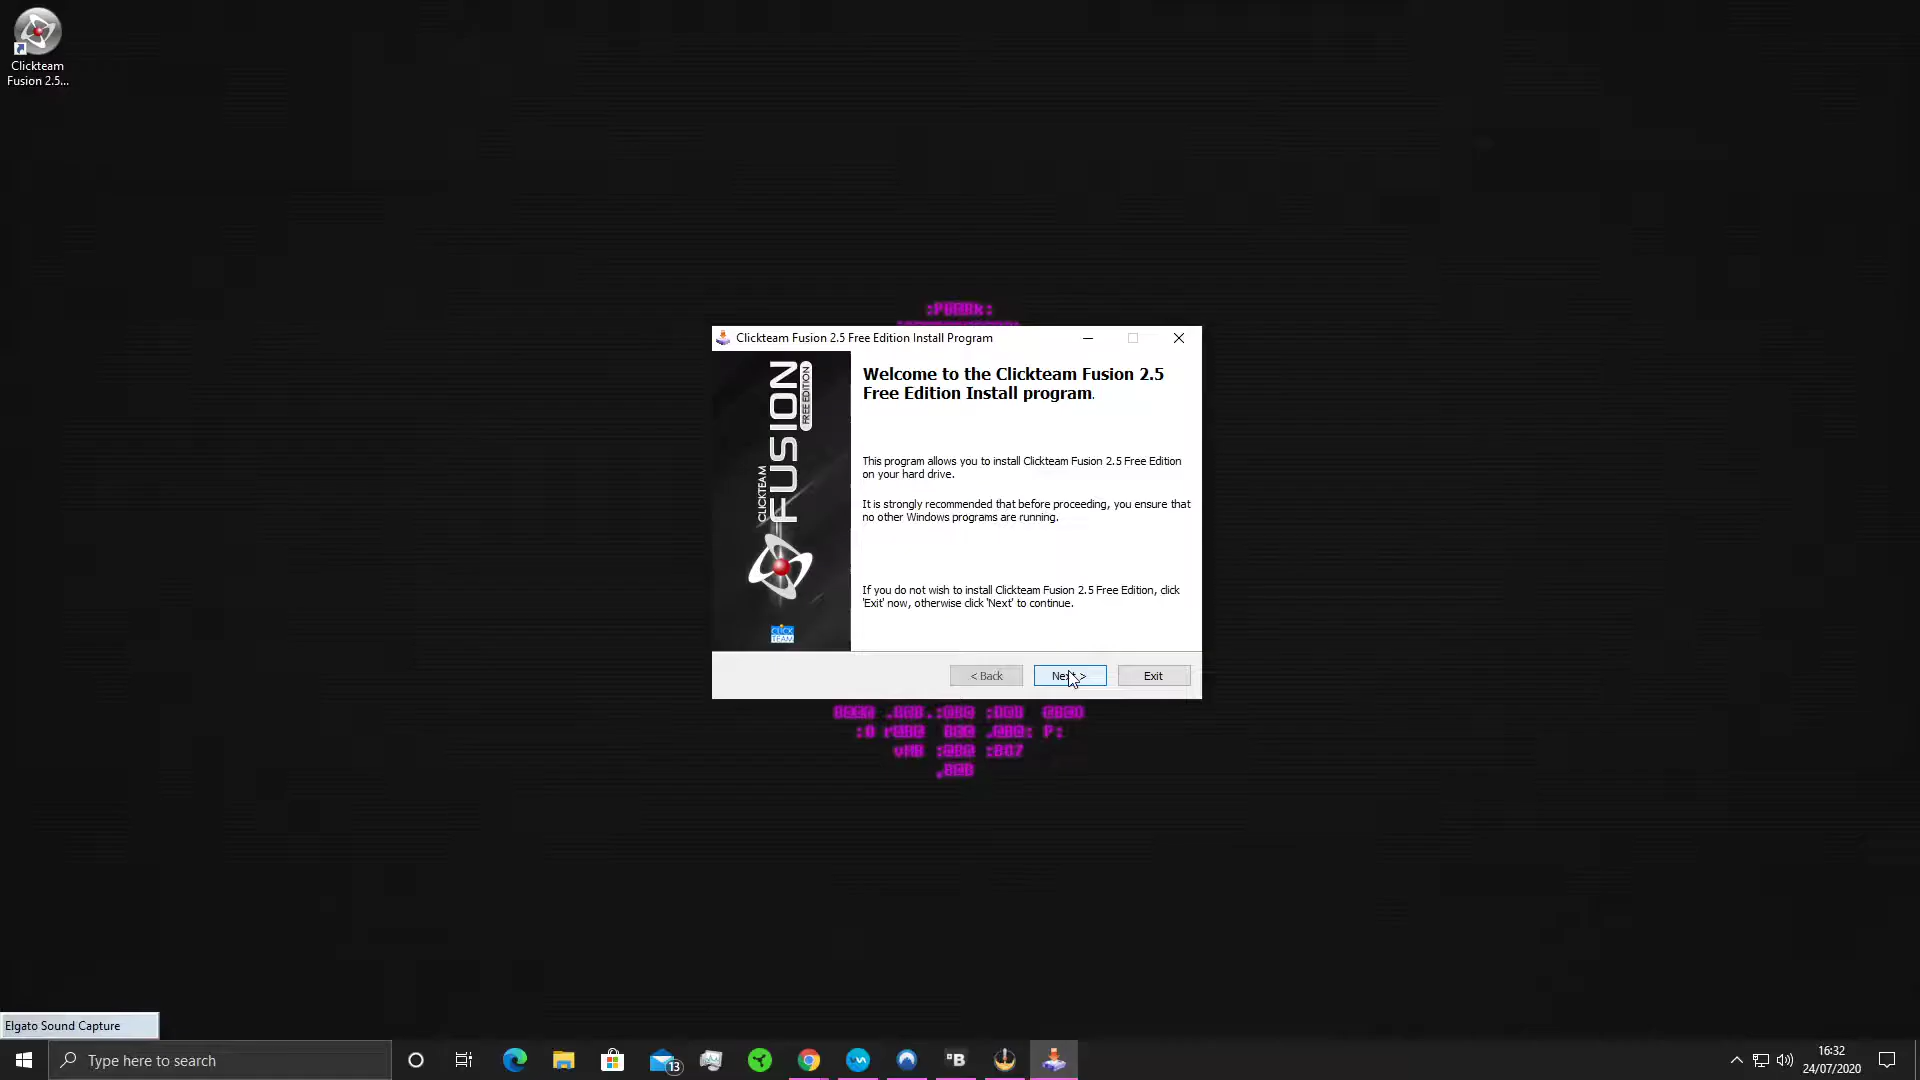 Clickteam
Fusion 2.5...
Clickteam Fusion 2.5 Free Edition Install Program
CLICKTEAM
FUSION
FREE EDITION
CLICK
TEAM
Welcome to the Clickteam Fusion 2.5
Free Edition Install program.
This program allows you to install Clickteam Fusion 2.5 Free Edition
on your hard drive.
It is strongly recommended that before proceeding, you ensure that
no other Windows programs are running.
If you do not wish to install Clickteam Fusion 2.5 Free Edition, click
'Exit' now, otherwise click 'Next' to continue.
< Back
Next >
Exit
Elgato Sound Capture
Type here to search
13
B
16:32
24/07/2020